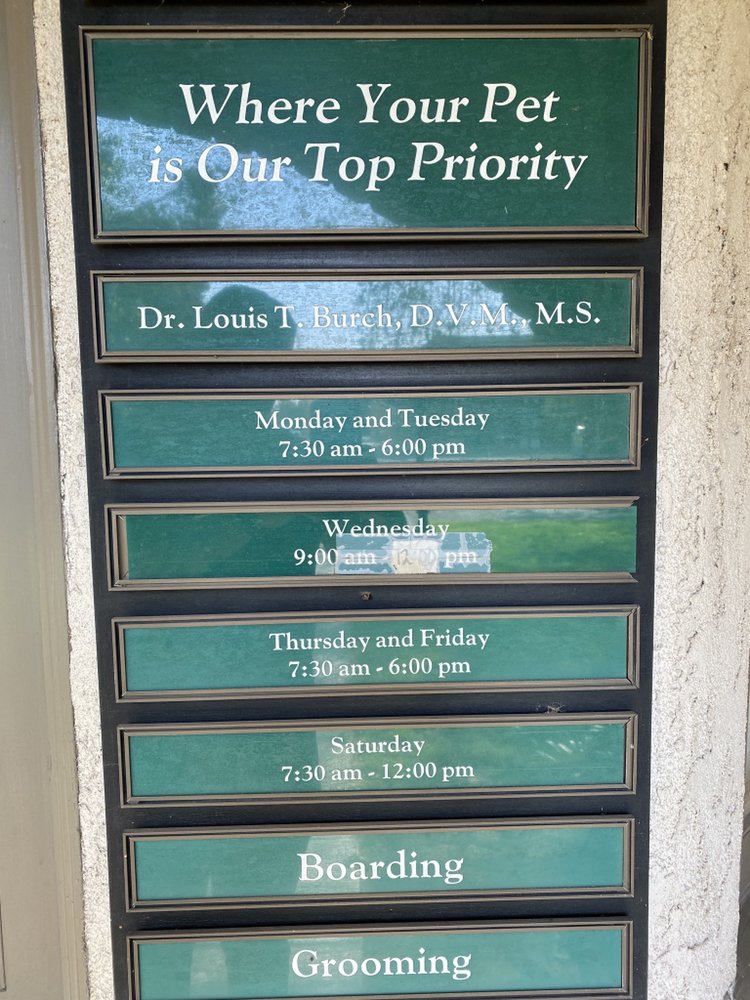 Where Your Pet
is Our Top Priority
Dr. Louis T. Burch, D.V.M., M.S.
Monday and Tuesday
7:30 am - 6:00 pm
Wednesday
9:00 am - 12:00 pm
Thursday and Friday
7:30 am - 6:00 pm
Saturday
7:30 am - 12:00 pm
Boarding
Grooming